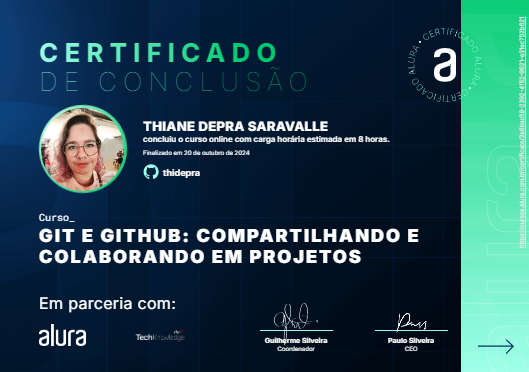 CERTIFICADO
DE CONCLUSÃO
CERTIFICADO ALURA • CERTIFICADO ALURA •
a
THIANE DEPRA SARAVALLE
concluiu o curso online com carga horária estimada em 8 horas.
Finalizado em 20 de outubro de 2024
thidepra
Curso_
GIT E GITHUB: COMPARTILHANDO E
COLABORANDO EM PROJETOS
Em parceria com:
alura
TechKnowledge
Guilherme Silveira
Coordenador
Paulo Silveira
CEO